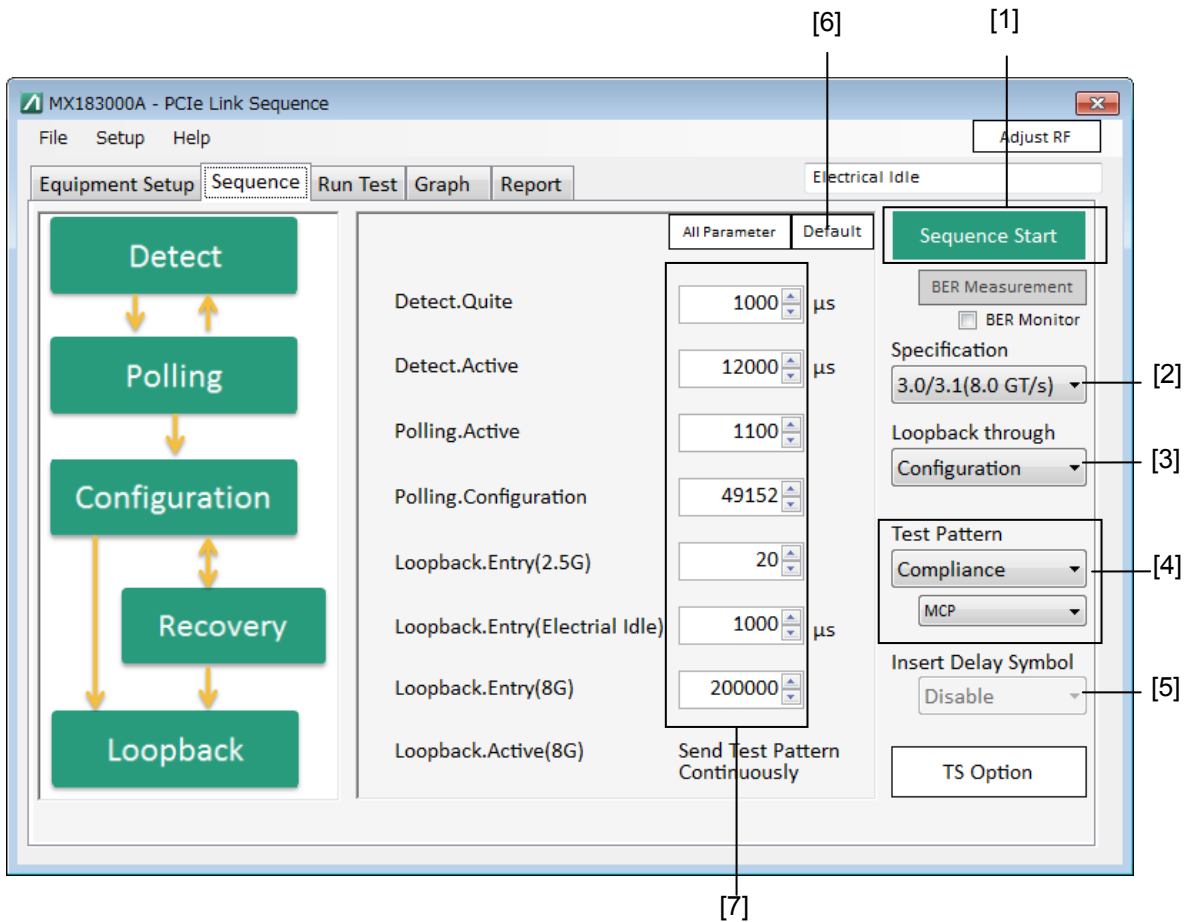 [6] [1]
MX183000A - PCIe Link Sequence
File Setup Help Adjust RF
Equipment Setup Sequence Run Test Graph Report Electrical Idle
All Parameter Default Sequence Start
Detect
BER Measurement
Detect.Quite 1000 µs
BER Monitor
Specification
Polling Detect.Active 12000 µs
3.0/3.1(8.0 GT/s) [2]
Polling.Active 1100 Loopback through
Configuration [3]
Configuration Polling.Configuration 49152
Test Pattern
Loopback.Entry(2.5G) 20 Compliance [4]
MCP
Recovery Loopback.Entry(Electrial Idle) 1000 µs
Insert Delay Symbol
Loopback.Entry(8G) 200000 Disable [5]
Loopback Loopback.Active(8G) Send Test Pattern
Continuously TS Option
[7]